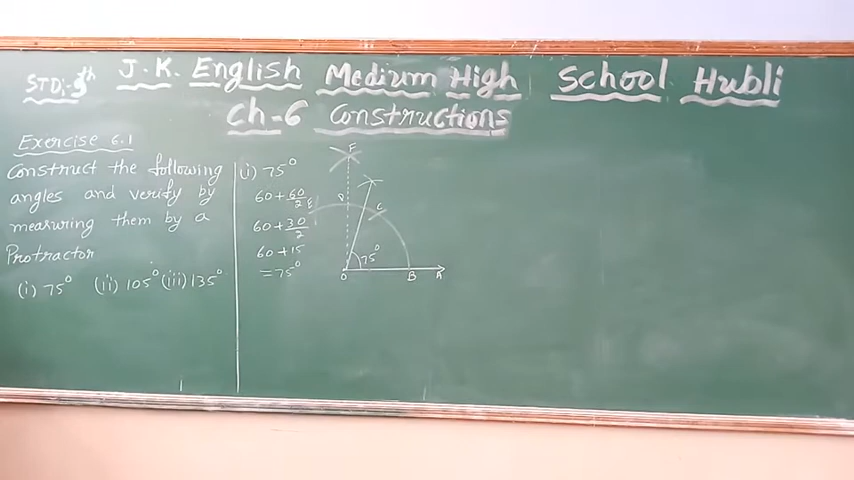 STD:- 9th
J.K. English Medium High School Hubli
Ch-6 Constructions
Exercise 6.1
Construct the following
angles and verify by
measuring them by a
Protractor
(i) 75° (ii) 105° (iii) 135°
(i) 75°
60 + 60/2
60 + 30/2
60 + 15
= 75°
F
E
D
C
75°
O B A